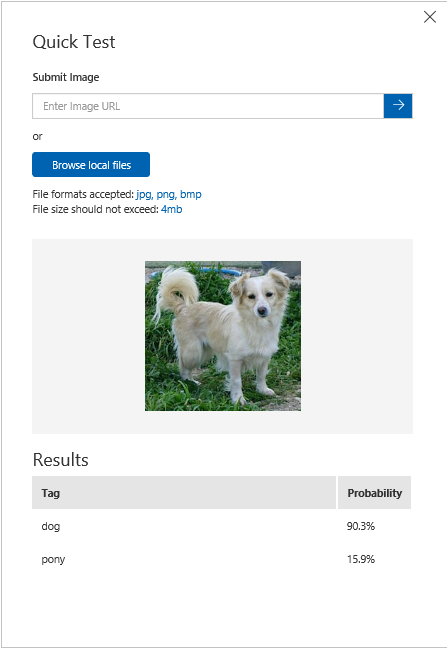 Quick Test
Submit Image
Enter Image URL
or
Browse local files
File formats accepted: jpg, png, bmp
File size should not exceed: 4mb
Results
Tag Probability
dog 90.3%
pony 15.9%